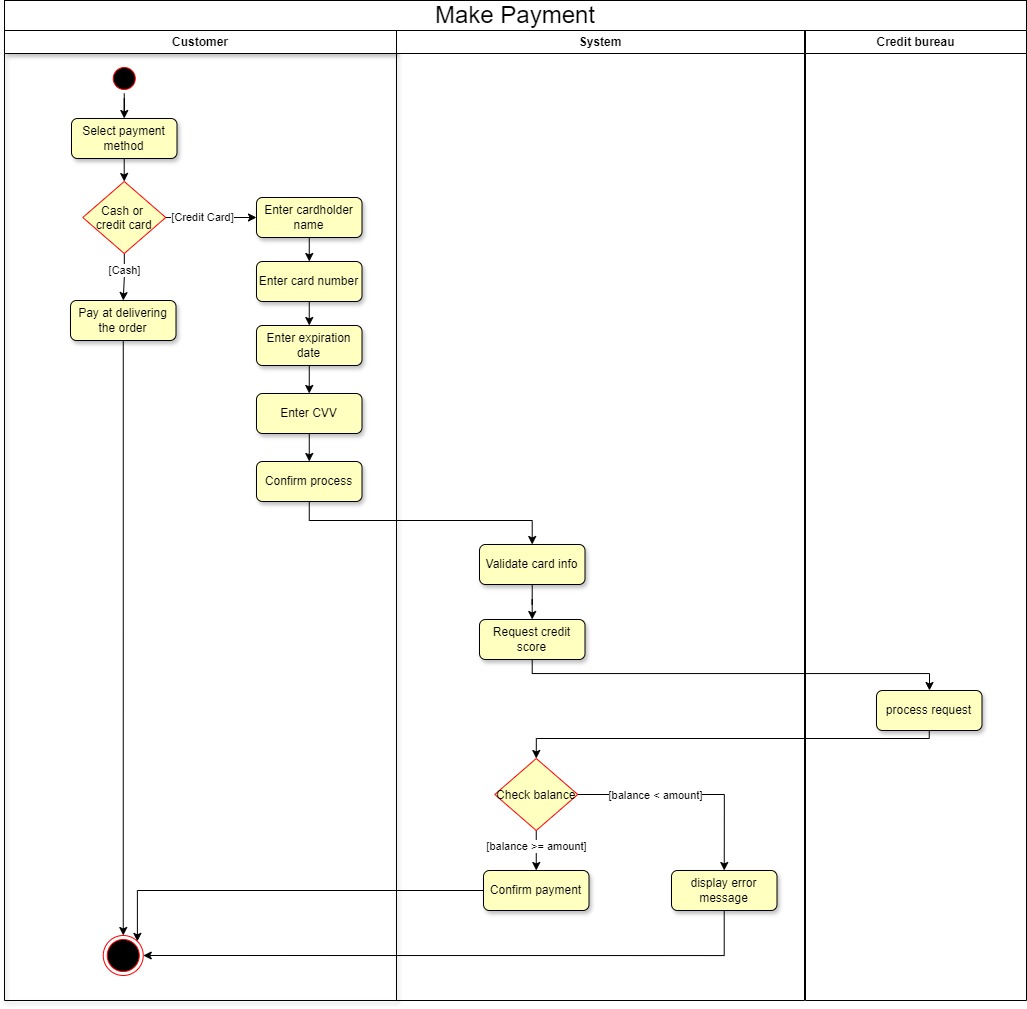 Make Payment
Customer
System
Credit bureau
Select payment
method
Cash or
credit card
[Credit Card]
Enter cardholder
name
[Cash]
Enter card number
Pay at delivering
the order
Enter expiration
date
Enter CVV
Confirm process
Validate card info
Request credit
score
process request
Check balance
[balance < amount]
[balance >= amount]
Confirm payment
display error
message